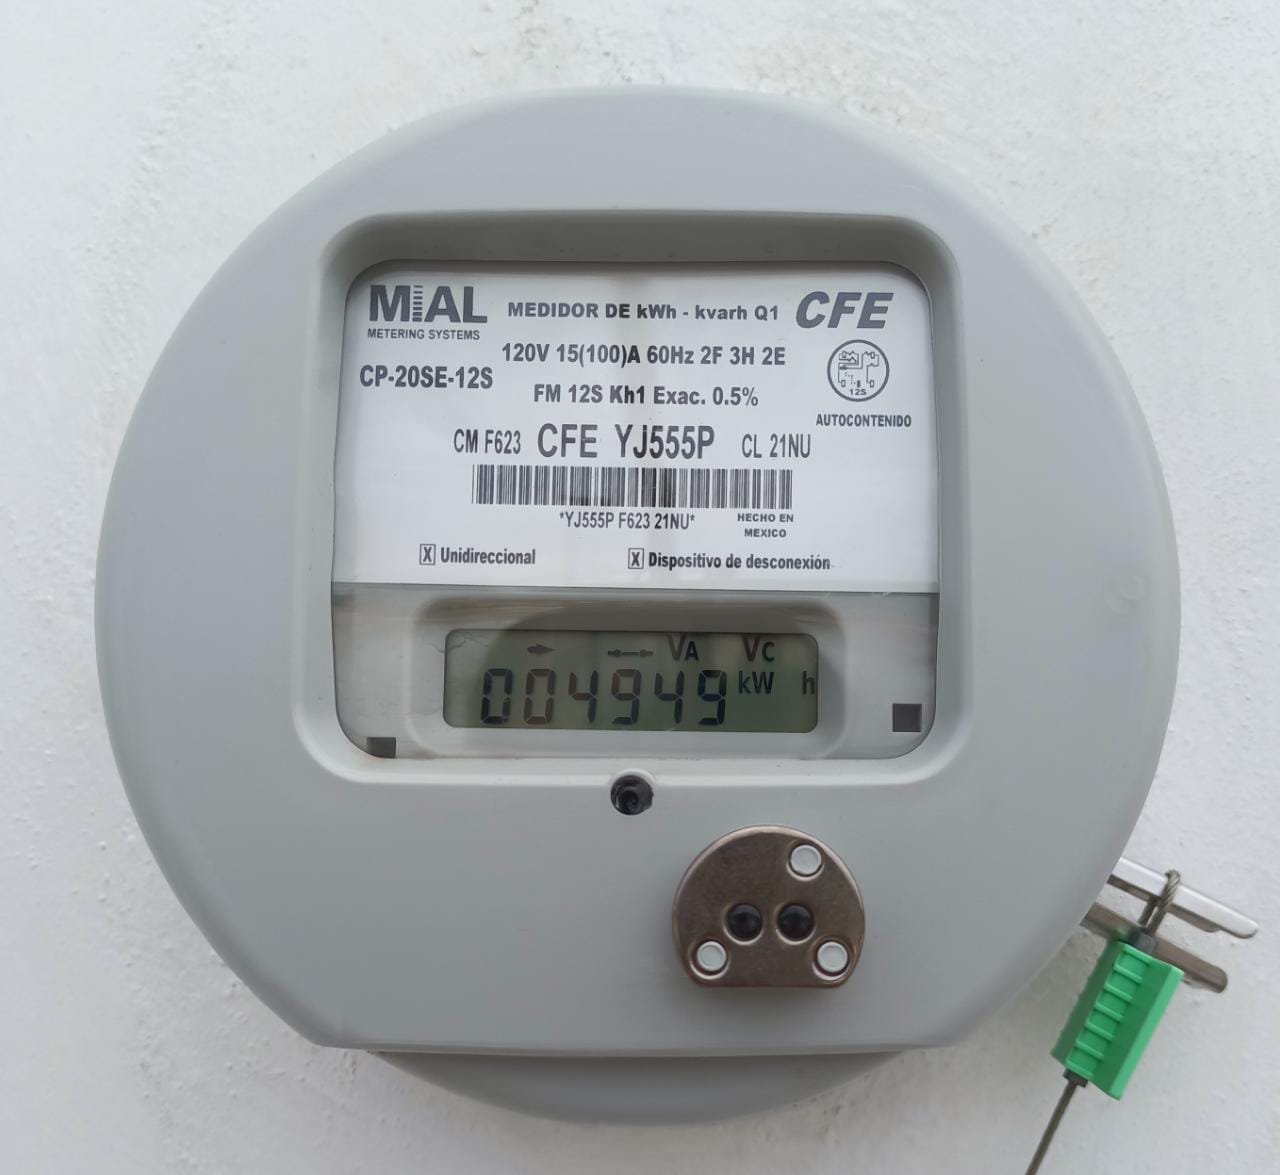 MIAL
METERING SYSTEMS
MEDIDOR DE kWh - kvarh Q1
CFE
120V 15(100)A 60Hz 2F 3H 2E
CP-20SE-12S
FM 12S Kh1 Exac. 0.5%
12S
AUTOCONTENIDO
CM F623 CFE YJ555P CL 21NU
*YJ555P F623 21NU*
HECHO EN
MEXICO
X Unidireccional
X Dispositivo de desconexión
VA VC
004949 kW h